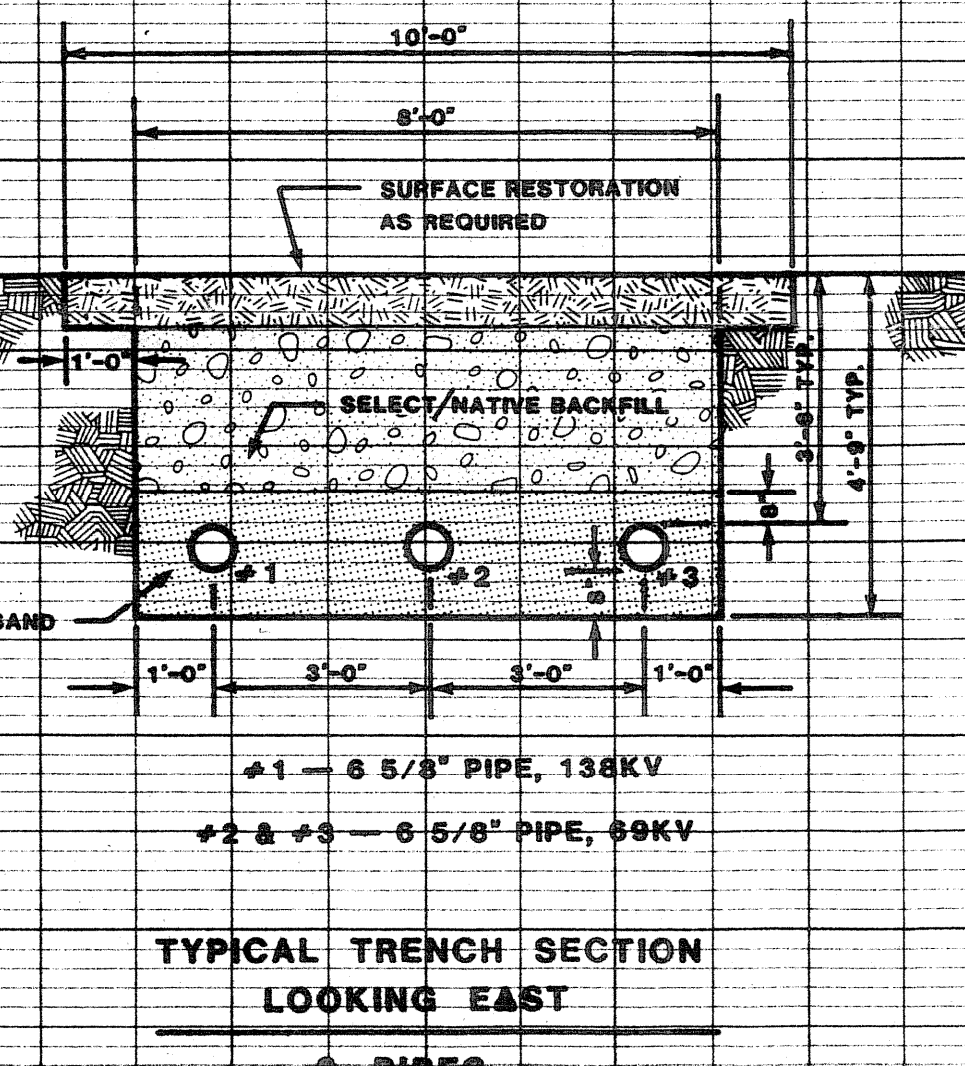 10'-0"
8'-0"
SURFACE RESTORATION
AS REQUIRED
1'-0"
SELECT/NATIVE BACKFILL
TYP.
4'-9" TYP.
8"
#1
#2
#3
8"
SAND
1'-0"
3'-0"
3'-0"
1'-0"
#1 — 6 5/8" PIPE, 138KV
#2 & #3 — 6 5/8" PIPE, 69KV
TYPICAL TRENCH SECTION
LOOKING EAST
PIPES